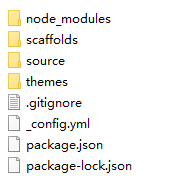 node_modules
scaffolds
source
themes
.gitignore
_config.yml
package.json
package-lock.json